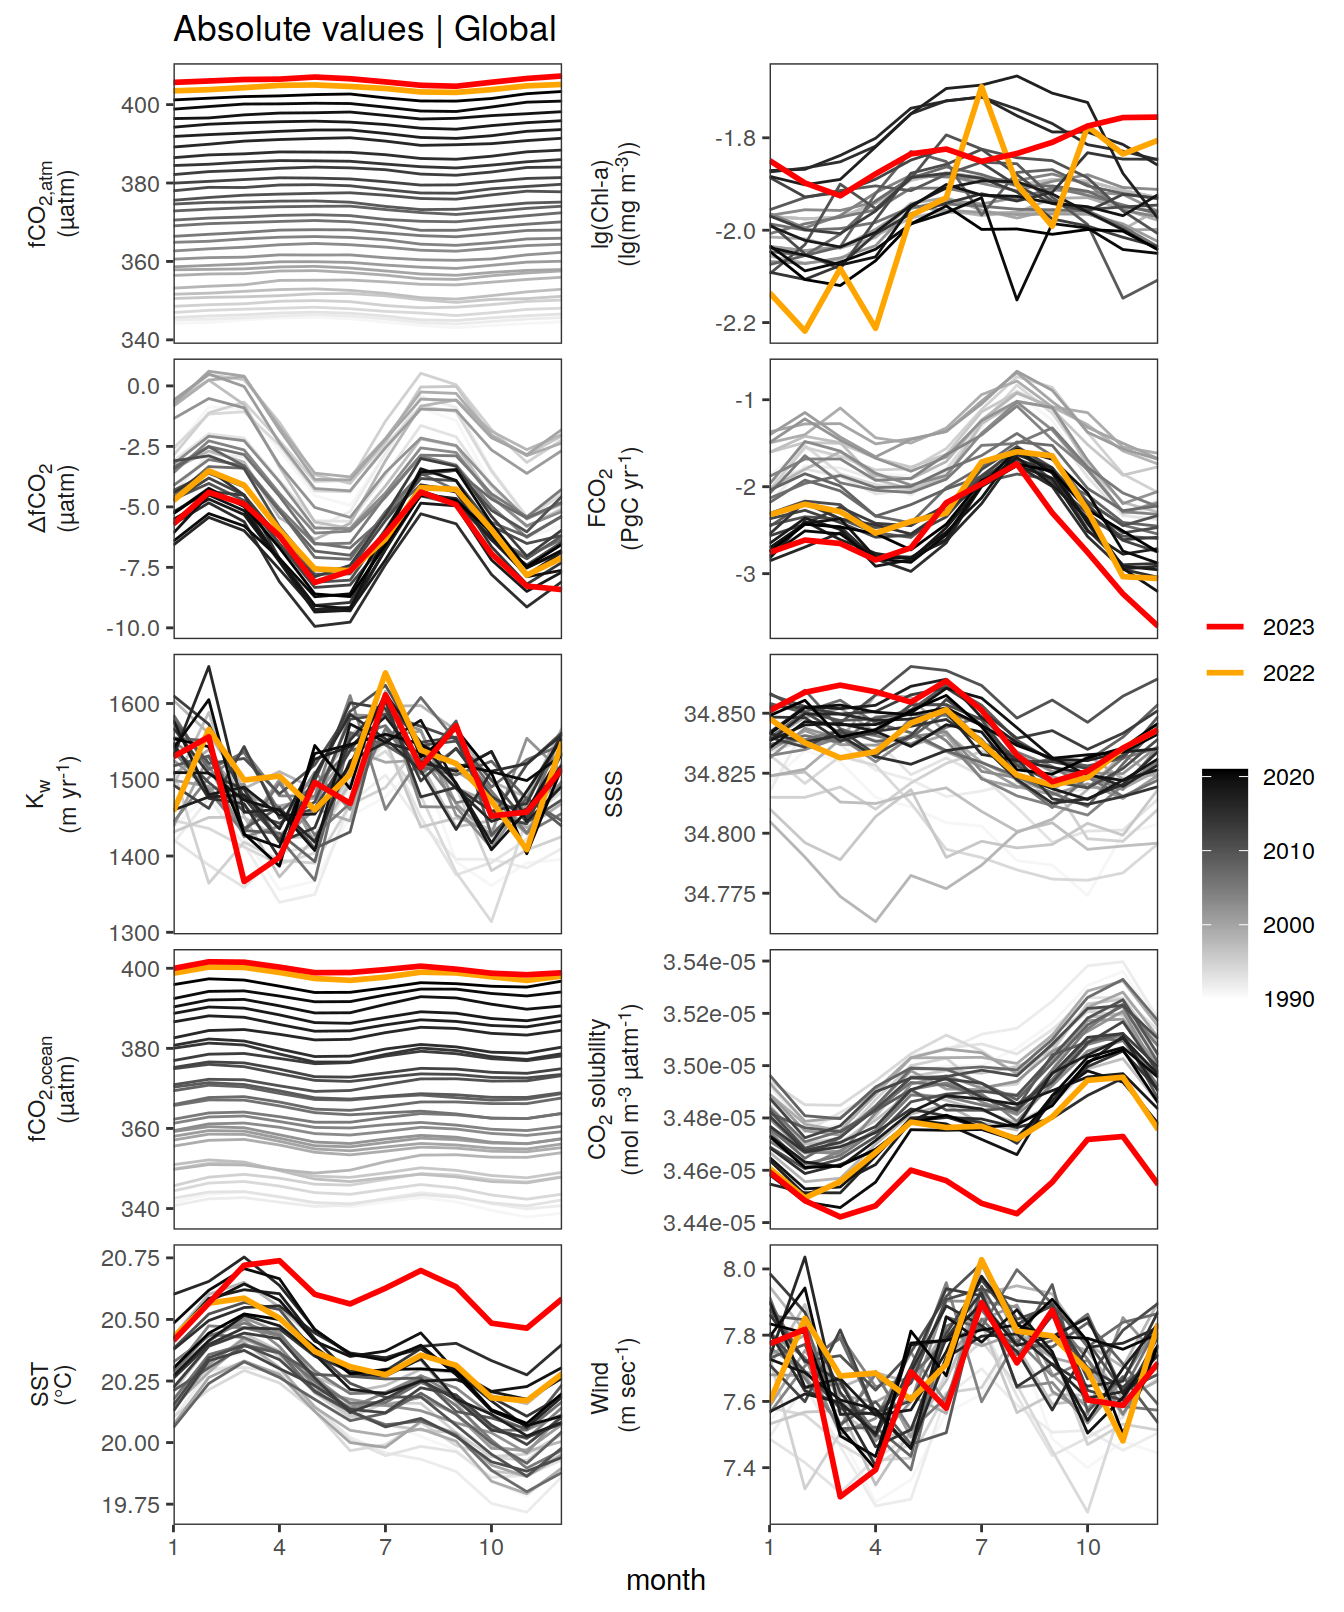 Absolute values | Global
fCO₂,atm
(µatm)
400
380
360
340
lg(Chl-a)
(lg(mg m⁻³))
-1.8
-2.0
-2.2
ΔfCO₂
(µatm)
0.0
-2.5
-5.0
-7.5
-10.0
FCO₂
(PgC yr⁻¹)
-1
-2
-3
K_w
(m yr⁻¹)
1600
1500
1400
1300
SSS
34.850
34.825
34.800
34.775
fCO₂,ocean
(µatm)
400
380
360
340
CO₂ solubility
(mol m⁻³ µatm⁻¹)
3.54e-05
3.52e-05
3.50e-05
3.48e-05
3.46e-05
3.44e-05
SST
(°C)
20.75
20.50
20.25
20.00
19.75
Wind
(m sec⁻¹)
8.0
7.8
7.6
7.4
1 4 7 10
1 4 7 10
month
2023
2022
2020
2010
2000
1990